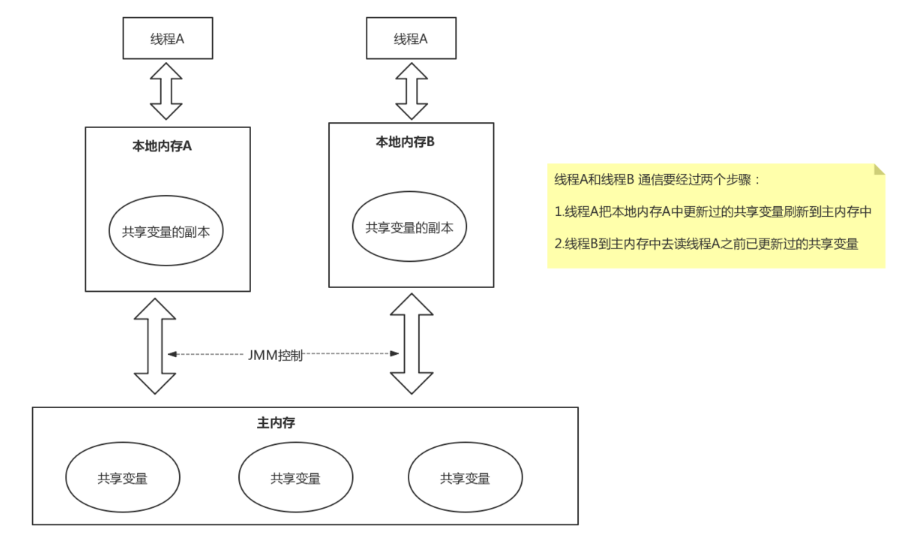 线程A
线程A
本地内存A
本地内存B
共享变量的副本
共享变量的副本
线程A和线程B 通信要经过两个步骤：
1.线程A把本地内存A中更新过的共享变量刷新到主内存中
2.线程B到主内存中去读线程A之前已更新过的共享变量
JMM控制
主内存
共享变量
共享变量
共享变量